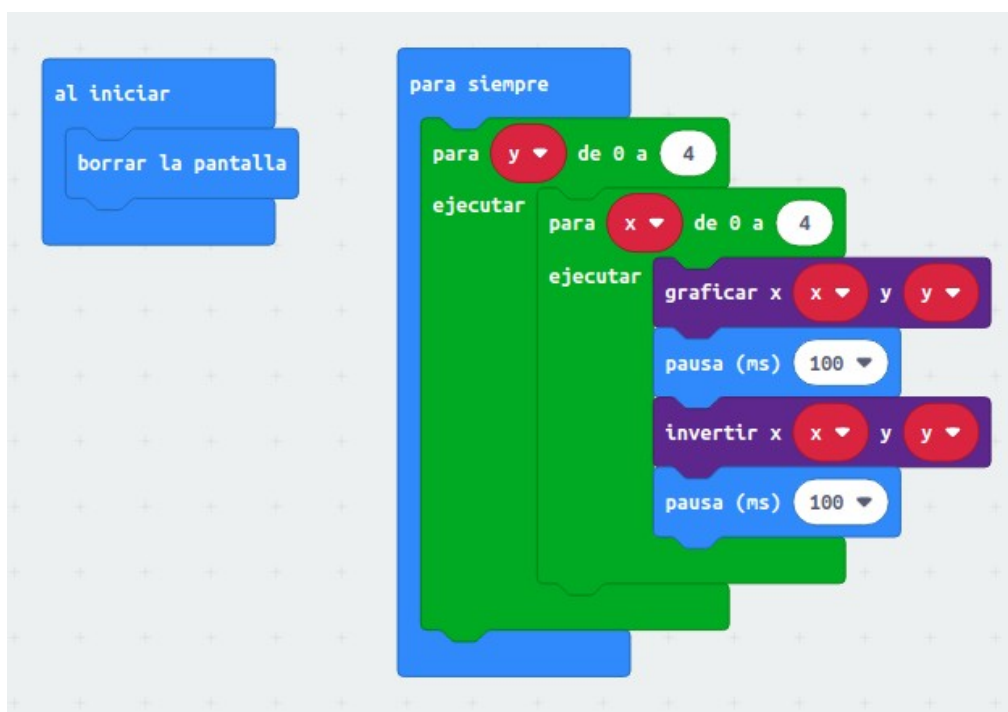 al iniciar
borrar la pantalla
para siempre
para y de 0 a 4
ejecutar
para x de 0 a 4
ejecutar
graficar x x y y
pausa (ms) 100
invertir x x y y
pausa (ms) 100